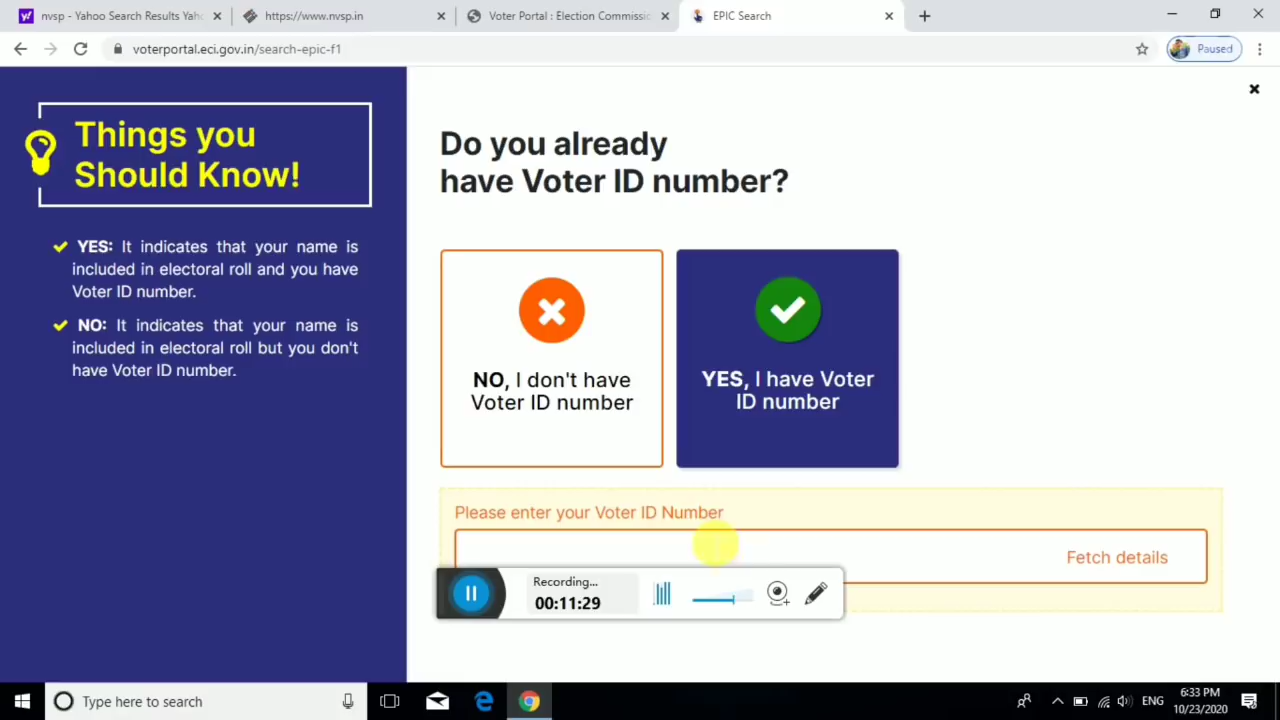 nvsp - Yahoo Search Results Yah
https://www.nvsp.in
Voter Portal : Election Commissi
EPIC Search
voterportal.eci.gov.in/search-epic-f1
Paused
Things you
Should Know!
YES: It indicates that your name is
included in electoral roll and you have
Voter ID number.
NO: It indicates that your name is
included in electoral roll but you don't
have Voter ID number.
Do you already
have Voter ID number?
NO, I don't have
Voter ID number
YES, I have Voter
ID number
Please enter your Voter ID Number
Fetch details
Recording...
00:11:29
Type here to search
ENG
6:33 PM
10/23/2020